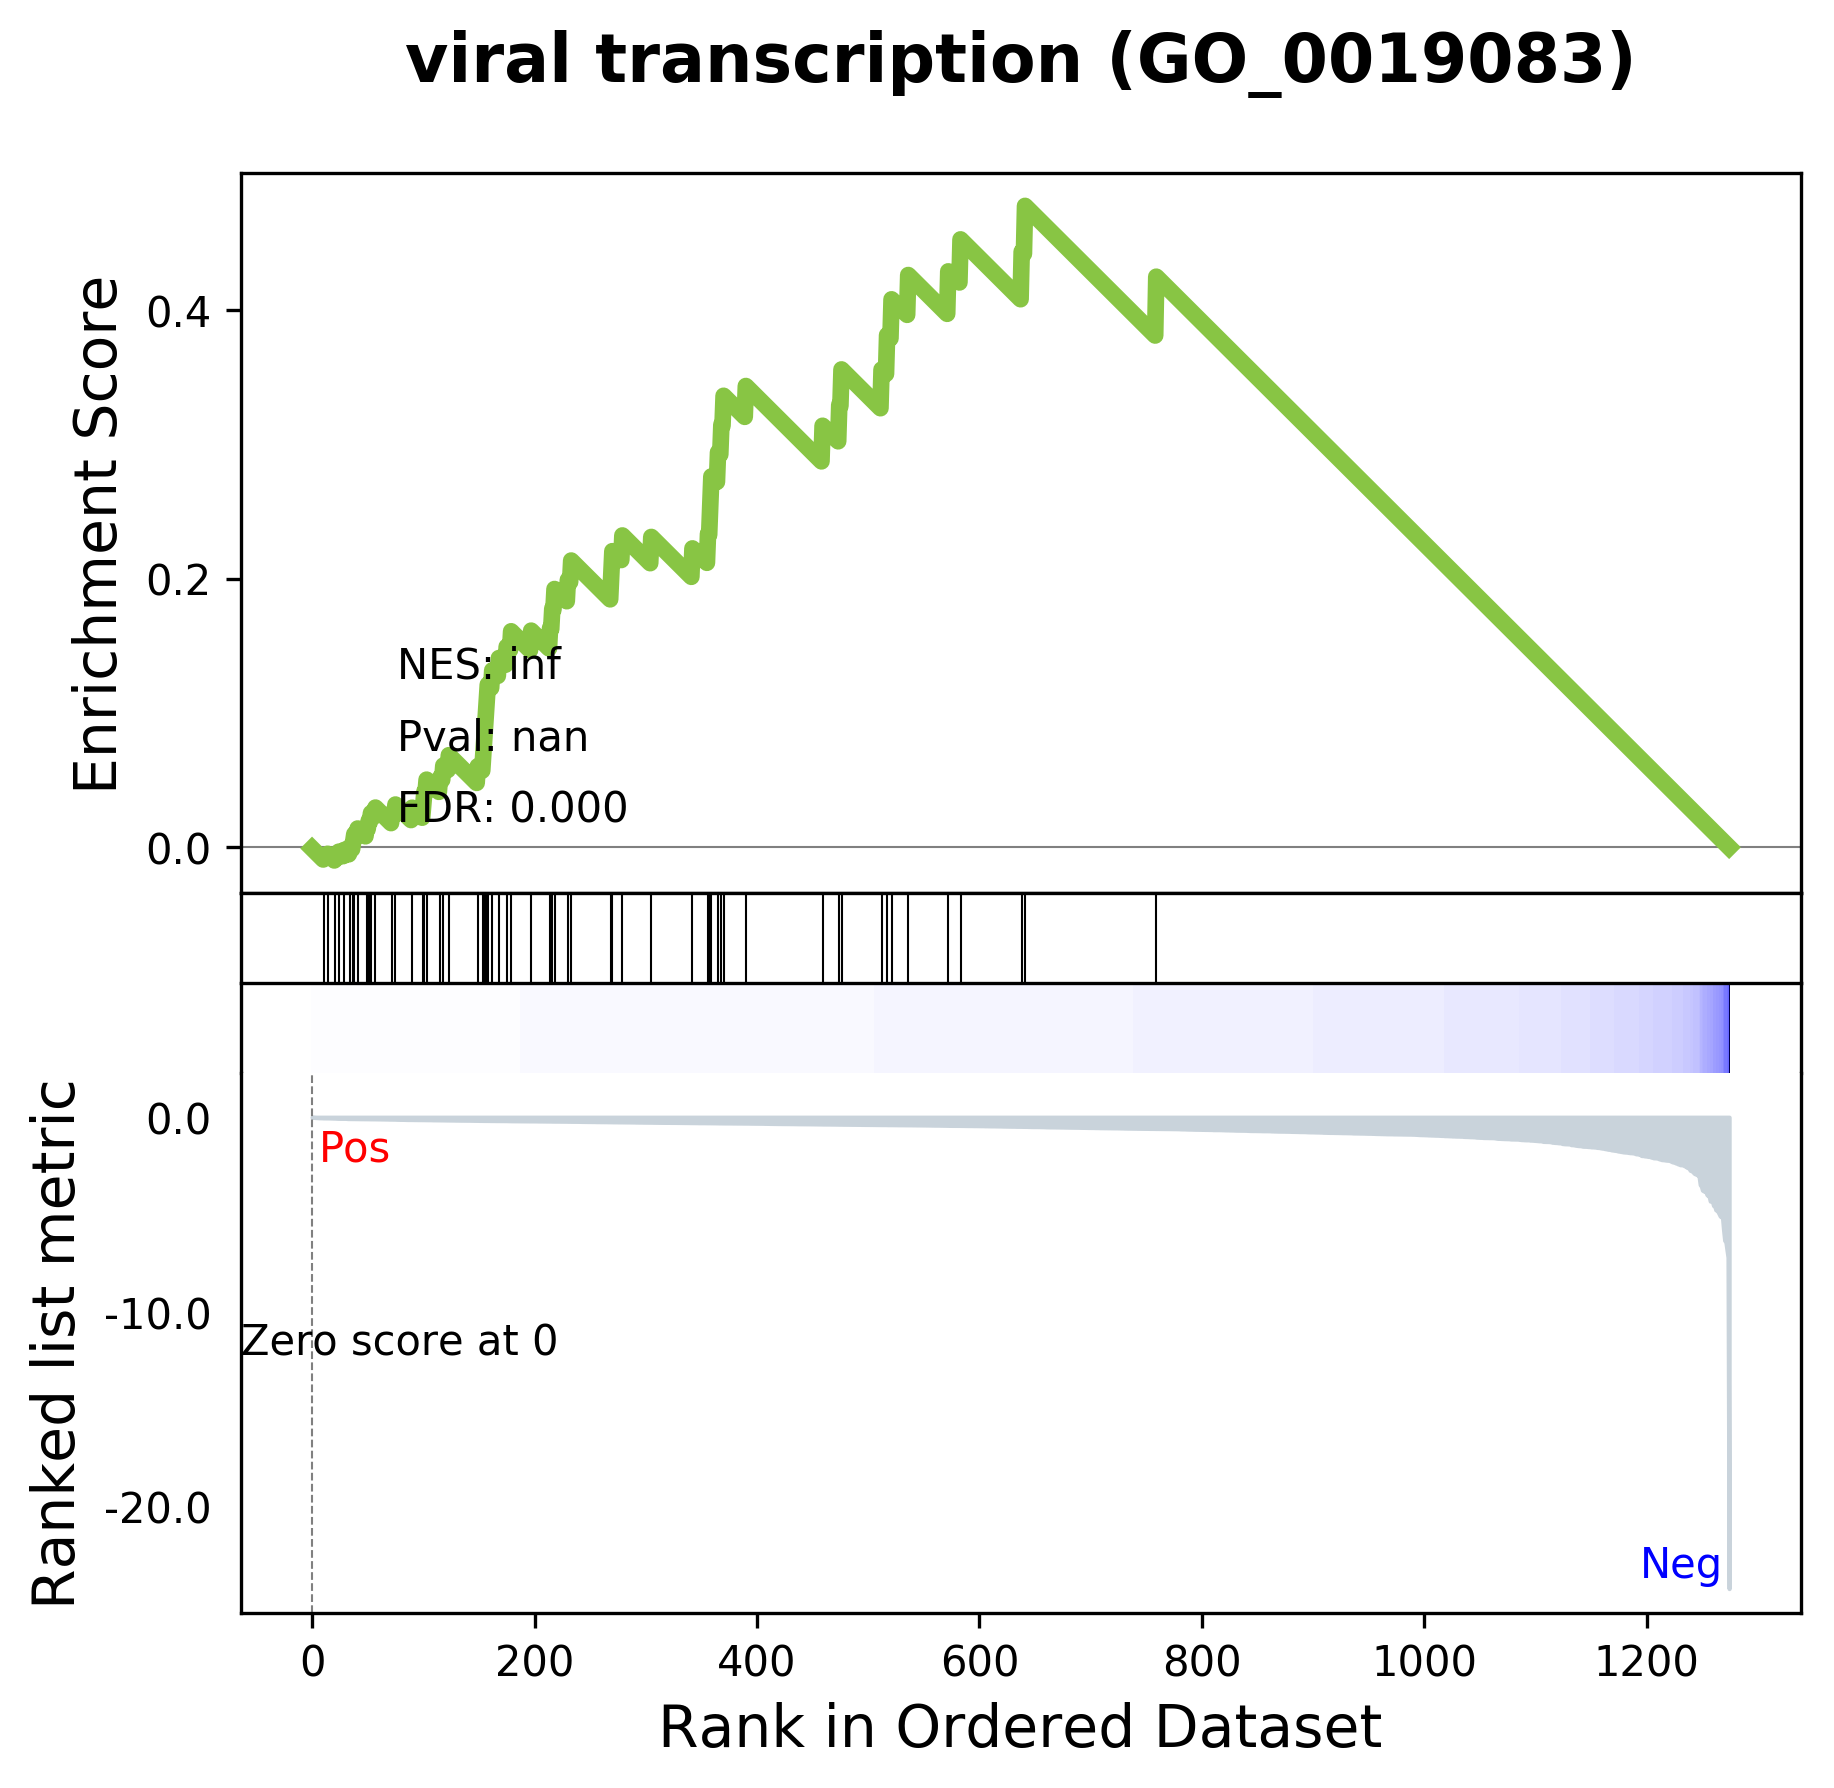 viral transcription (GO_0019083)
Enrichment Score
0.4
0.2
0.0
NES: inf
Pval: nan
FDR: 0.000
Ranked list metric
0.0
-10.0
-20.0
Pos
Zero score at 0
Neg
0 200 400 600 800 1000 1200
Rank in Ordered Dataset